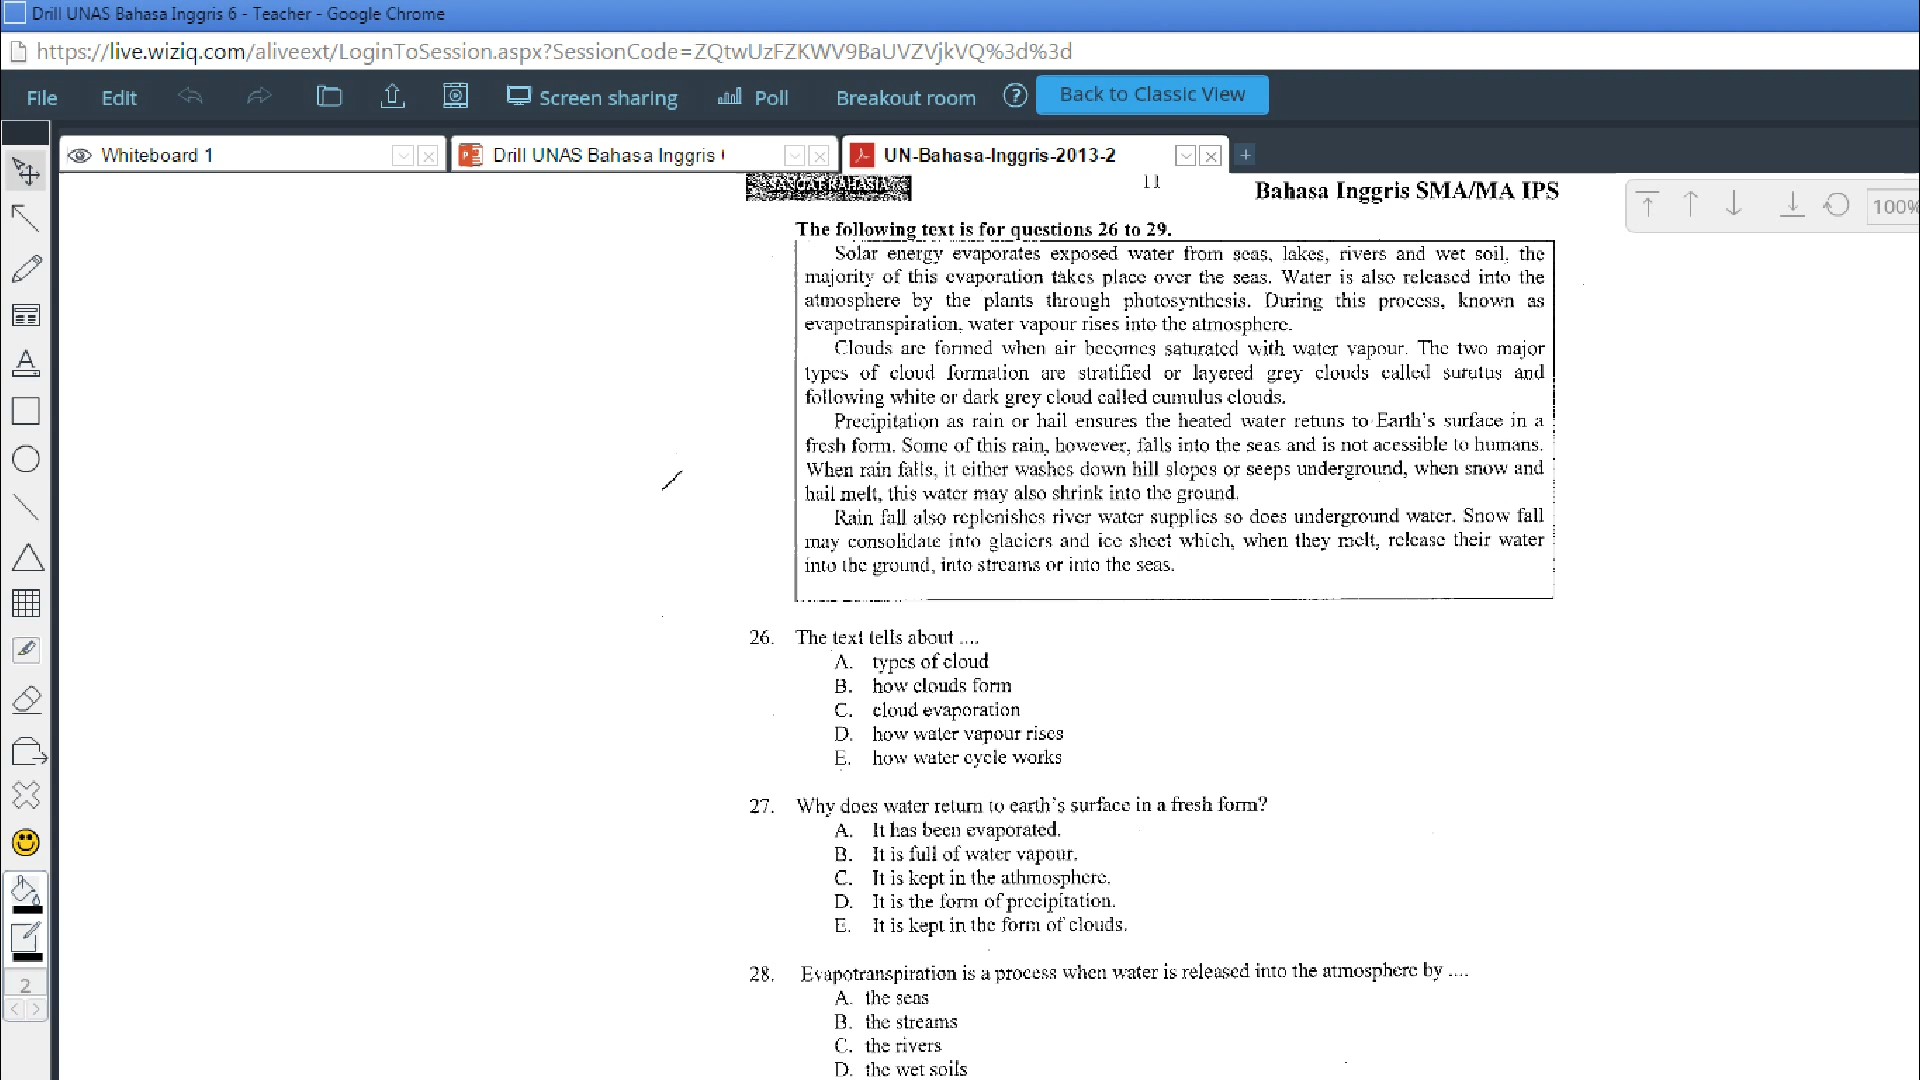 Drill UNAS Bahasa Inggris 6 - Teacher - Google Chrome
https://live.wiziq.com/aliveext/LoginToSession.aspx?SessionCode=ZQtwUzFZKWV9BaUVZVjkVQ%3d%3d
File Edit Screen sharing Poll Breakout room ? Back to Classic View
Whiteboard 1 Drill UNAS Bahasa Inggris UN-Bahasa-Inggris-2013-2 +
11 Bahasa Inggris SMA/MA IPS
100%
The following text is for questions 26 to 29.
Solar energy evaporates exposed water from seas, lakes, rivers and wet soil, the
majority of this evaporation takes place over the seas. Water is also released into the
atmosphere by the plants through photosynthesis. During this process, known as
evapotranspiration, water vapour rises into the atmosphere.
Clouds are formed when air becomes saturated with water vapour. The two major
types of cloud formation are stratified or layered grey clouds called and
following white or dark grey cloud called cumulus clouds.
Precipitation as rain or hail ensures the heated water retuns to Earth's surface in a
fresh form. Some of this rain, however, falls into the seas and is not acessible to humans.
When rain falls, it either washes down hill slopes or seeps underground, when snow and
hail melt, this water may also shrink into the ground.
Rain fall also replenishes river water supplies so does underground water. Snow fall
may consolidate into glaciers and ice sheet which, when they melt, release their water
into the ground, into streams or into the seas.
26. The text tells about ....
A. types of cloud
B. how clouds form
C. cloud evaporation
D. how water vapour rises
E. how water cycle works
27. Why does water return to earth's surface in a fresh form?
A. It has been evaporated.
B. It is full of water vapour.
C. It is kept in the athmosphere.
D. It is the form of precipitation.
E. It is kept in the form of clouds.
28. Evapotranspiration is a process when water is released into the atmosphere by ....
A. the seas
B. the streams
C. the rivers
D. the wet soils
2